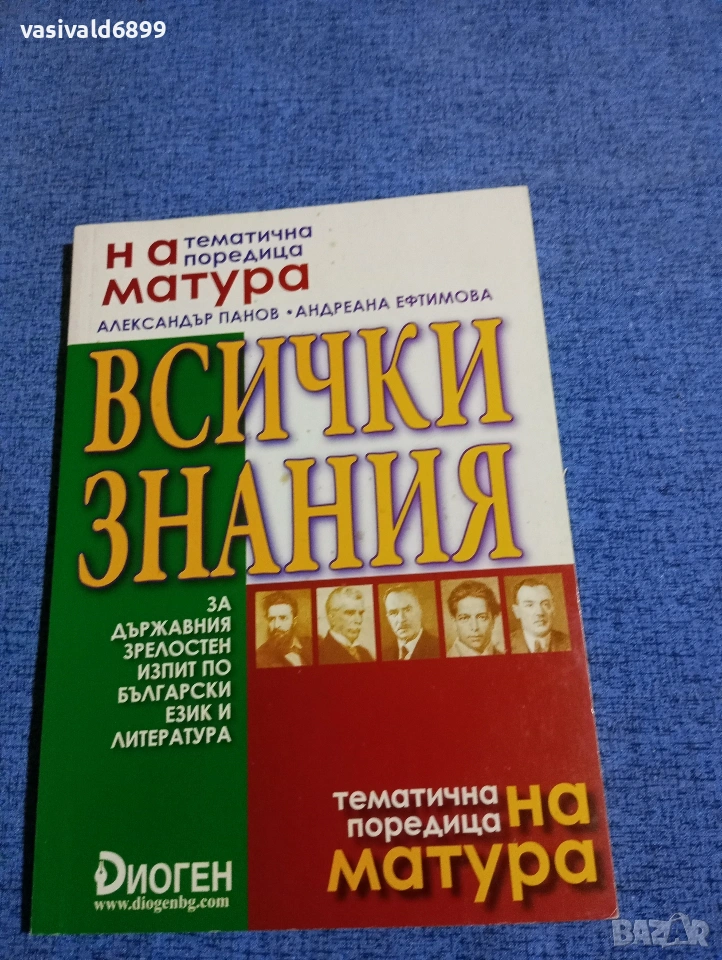 vasivald6899
на тематична
поредица
матура
АЛЕКСАНДЪР ПАНОВ • АНДРЕАНА ЕФТИМОВА
ВСИЧКИ
ЗНАНИЯ
ЗА
ДЪРЖАВНИЯ
ЗРЕЛОСТЕН
ИЗПИТ ПО
БЪЛГАРСКИ
ЕЗИК И
ЛИТЕРАТУРА
тематична на
поредица
матура
ДИОГЕН
www.diogenbg.com
BAZAR